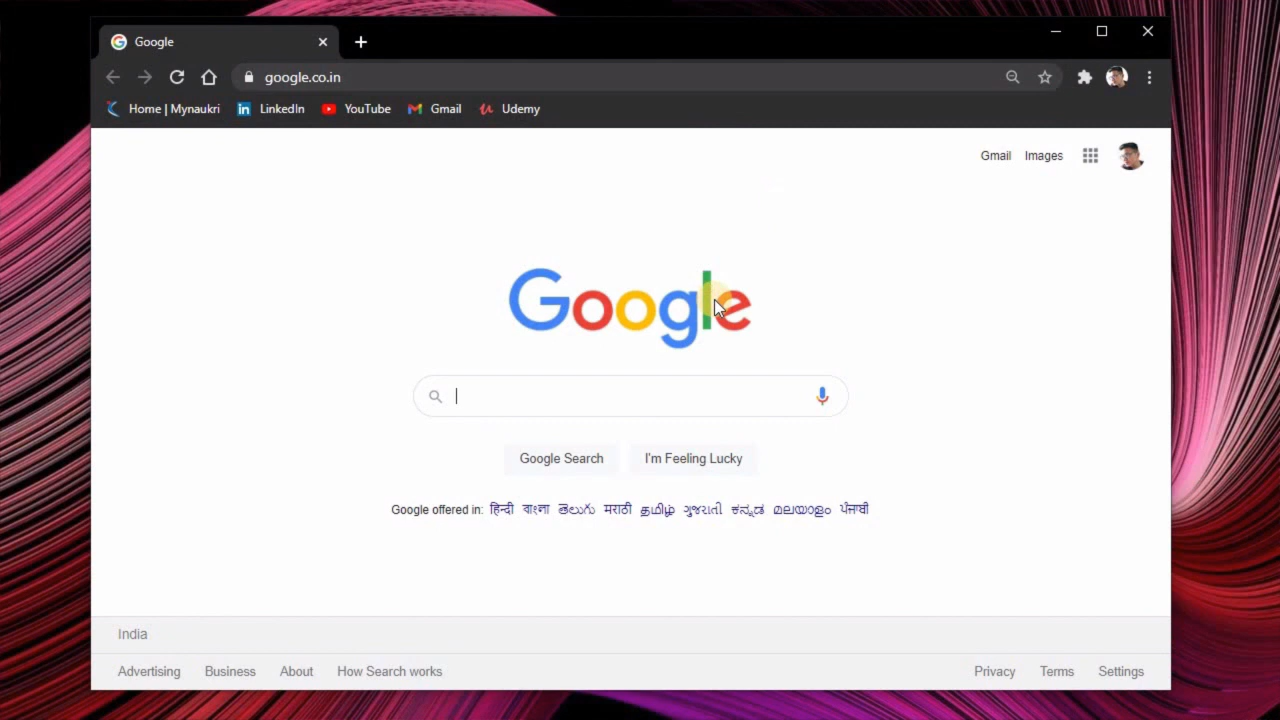 Google
google.co.in
Home | Mynaukri LinkedIn YouTube Gmail Udemy
Gmail Images
Google
Google Search I'm Feeling Lucky
Google offered in: हिन्दी বাংলা తెలుగు मराठी தமிழ் ગુજરાતી ಕನ್ನಡ മലയാളം ਪੰਜਾਬੀ
India
Advertising Business About How Search works Privacy Terms Settings